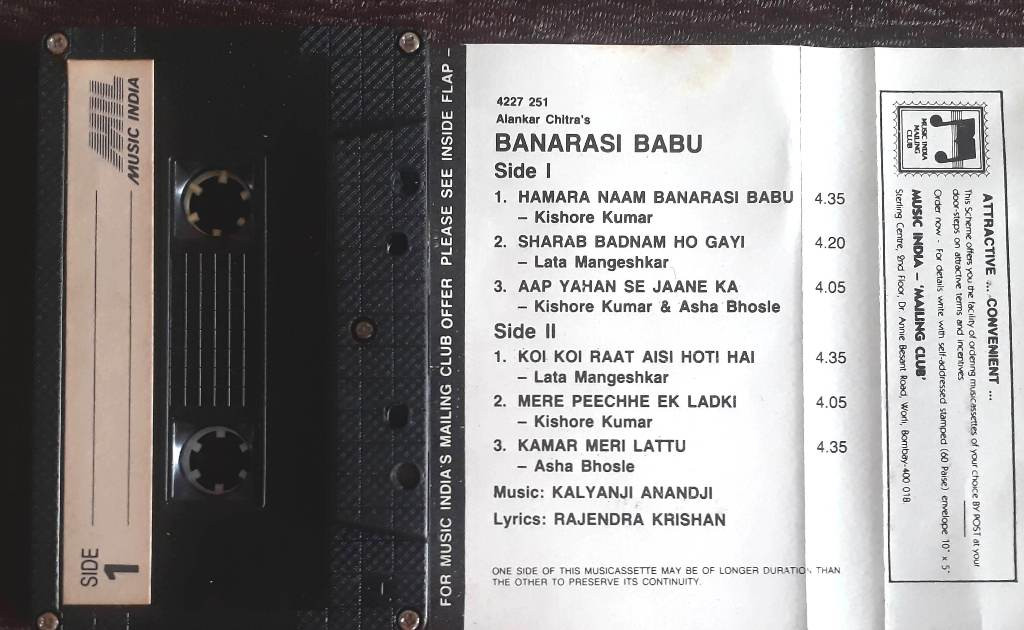 MIL
MUSIC INDIA
SIDE
1
FOR MUSIC INDIA'S MAILING CLUB OFFER PLEASE SEE INSIDE FLAP –
4227 251
Alankar Chitra's
BANARASI BABU
Side I
1. HAMARA NAAM BANARASI BABU 4.35
– Kishore Kumar
2. SHARAB BADNAM HO GAYI 4.20
– Lata Mangeshkar
3. AAP YAHAN SE JAANE KA 4.05
– Kishore Kumar & Asha Bhosle
Side II
1. KOI KOI RAAT AISI HOTI HAI 4.35
– Lata Mangeshkar
2. MERE PEECHHE EK LADKI 4.05
– Kishore Kumar
3. KAMAR MERI LATTU 4.35
– Asha Bhosle
Music: KALYANJI ANANDJI
Lyrics: RAJENDRA KRISHAN
ONE SIDE OF THIS MUSICASSETTE MAY BE OF LONGER DURATION THAN
THE OTHER TO PRESERVE ITS CONTINUITY.
MUSIC INDIA
MAILING
CLUB
ATTRACTIVE ... CONVENIENT ...
This Scheme offers you the facility of ordering musicassettes of your choice BY POST at your
door-steps on attractive terms and incentives
Order now - For details write with self-addressed stamped (60 Paise) envelope 10" x 5"
MUSIC INDIA – 'MAILING CLUB'
Sterling Centre, 2nd Floor, Dr. Annie Besant Road, Worli, Bombay-400 018.